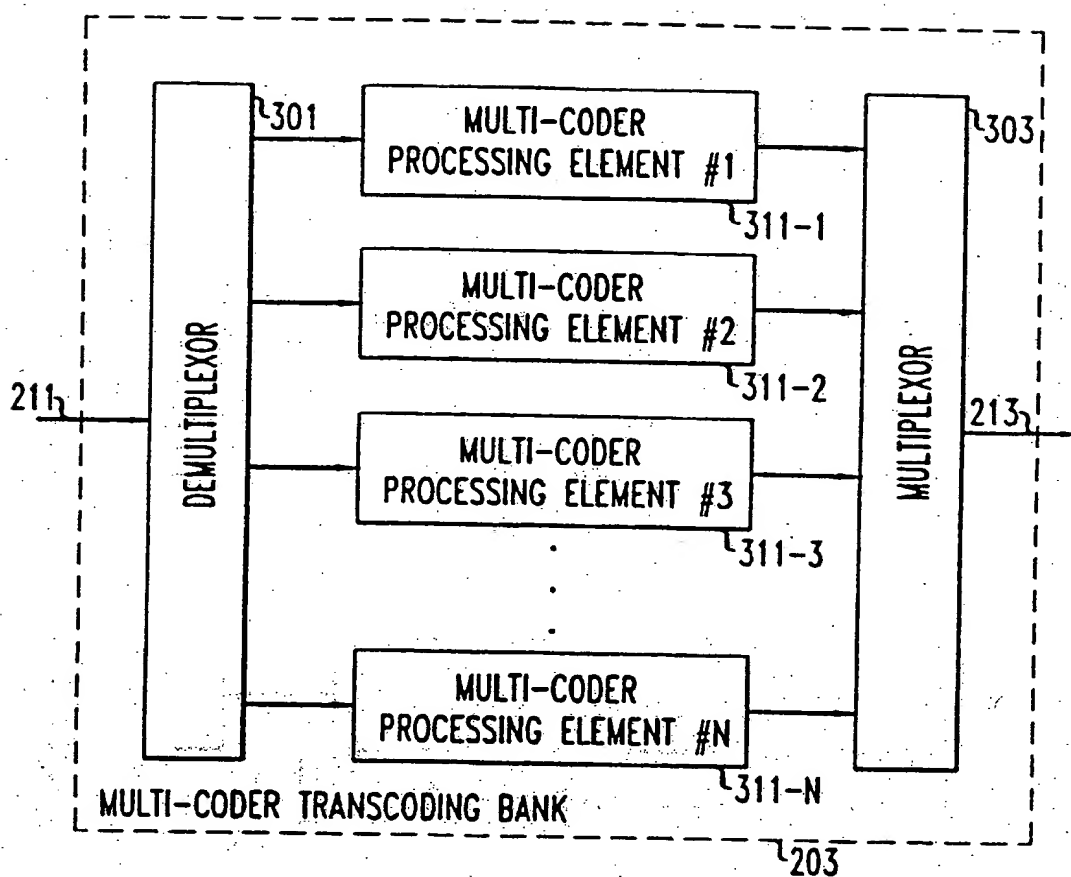 301
MULTI-CODER
PROCESSING ELEMENT #1
311-1
303
MULTI-CODER
PROCESSING ELEMENT #2
311-2
211
DEMULTIPLEXOR
MULTI-CODER
PROCESSING ELEMENT #3
311-3
MULTIPLEXOR
213
MULTI-CODER
PROCESSING ELEMENT #N
311-N
MULTI-CODER TRANSCODING BANK
203